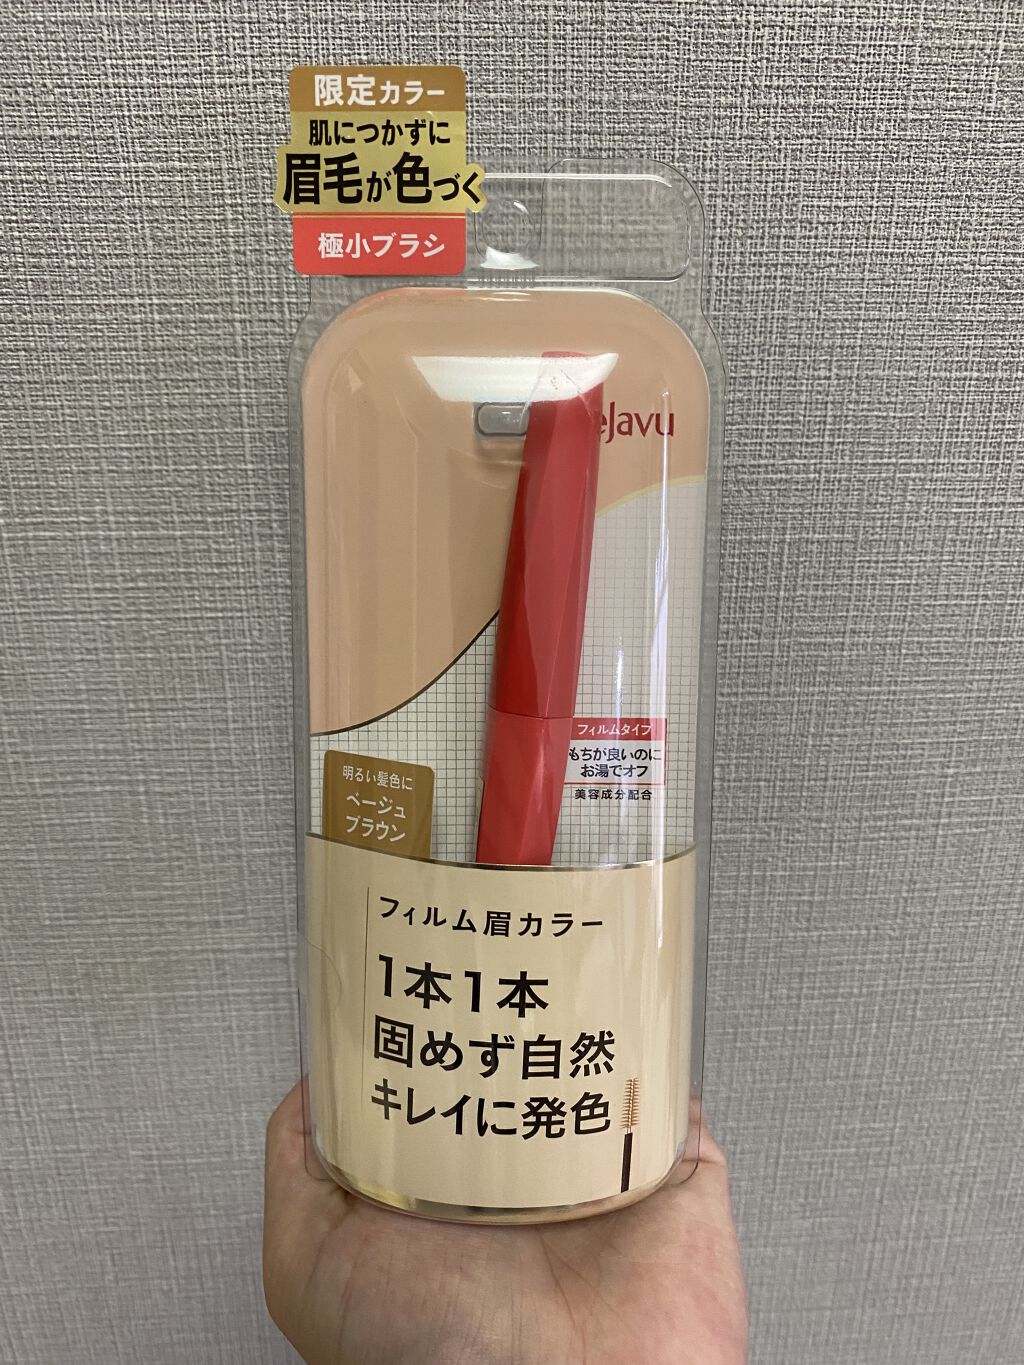 限定カラー
肌につかずに
眉毛が色づく
極小ブラシ
ejavu
フィルムタイプ
もちが良いのに
お湯でオフ
美容成分配合
明るい髪色に
ベージュ
ブラウン
フィルム眉カラー
1本1本
固めず自然
キレイに発色